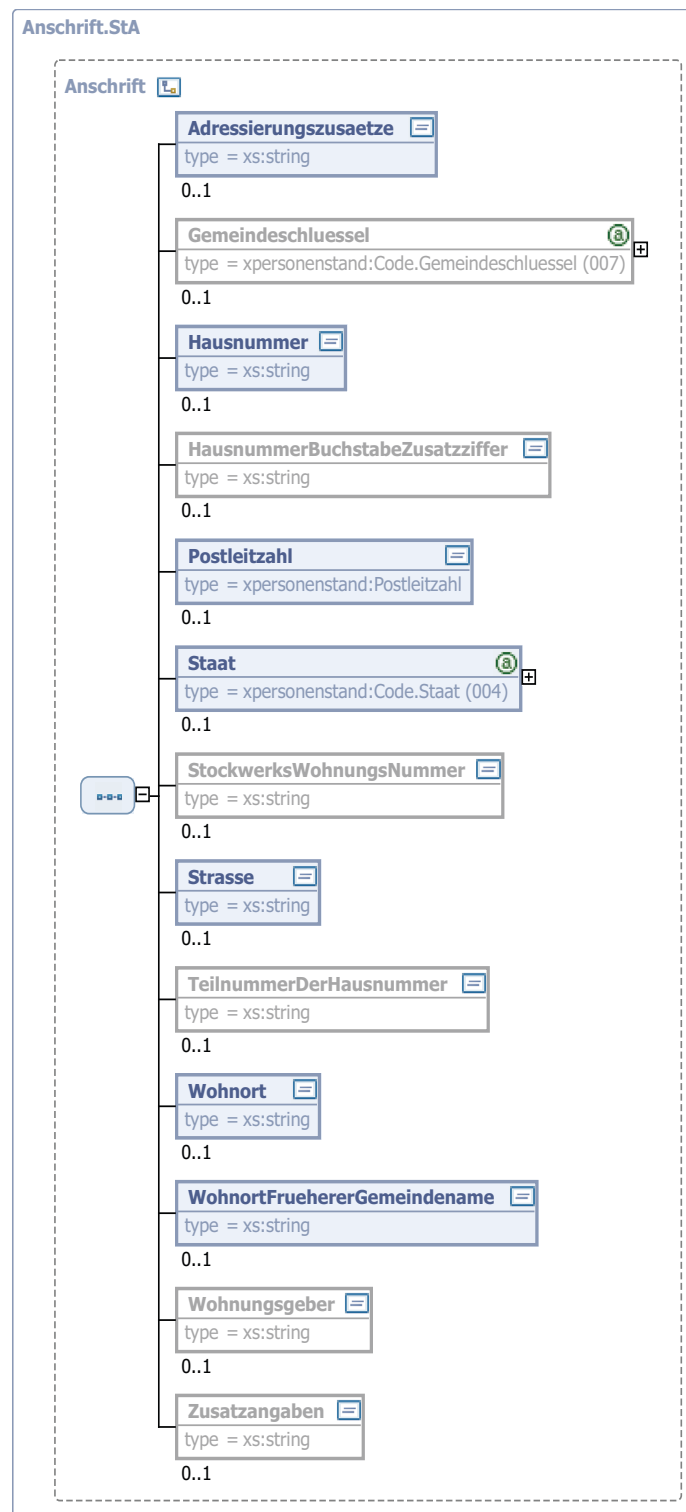 Anschrift.StA
Anschrift
Adressierungszusaetze
type = xs:string
0..1
Gemeindeschluessel
type = xpersonenstand:Code.Gemeindeschluessel (007)
0..1
Hausnummer
type = xs:string
0..1
HausnummerBuchstabeZusatzziffer
type = xs:string
0..1
Postleitzahl
type = xpersonenstand:Postleitzahl
0..1
Staat
type = xpersonenstand:Code.Staat (004)
0..1
StockwerksWohnungsNummer
type = xs:string
0..1
Strasse
type = xs:string
0..1
TeilnummerDerHausnummer
type = xs:string
0..1
Wohnort
type = xs:string
0..1
WohnortFruehererGemeindename
type = xs:string
0..1
Wohnungsgeber
type = xs:string
0..1
Zusatzangaben
type = xs:string
0..1